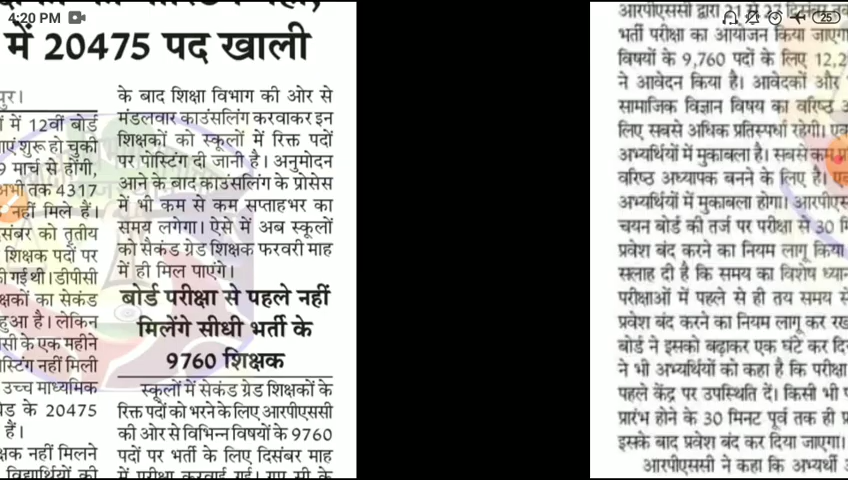 4:20 PM
25
में 20475 पद खाली
पुर।
में 12वीं बोर्ड
शुरू हो चुकी
9 मार्च से होंगी,
अभी तक 4317
नहीं मिले हैं।
को तृतीय
शिक्षक पदों पर
की गई थी। डीपीसी
का सेकंड
हुआ है। लेकिन
के एक महीने
नहीं मिली
उच्च माध्यमिक
के 20475
हैं।
नहीं मिलने
विद्यार्थियों की
के बाद शिक्षा विभाग की ओर से
मंडलवार काउंसलिंग करवाकर इन
शिक्षकों को स्कूलों में रिक्त पदों
पर पोस्टिंग दी जानी है। अनुमोदन
आने के बाद काउंसलिंग के प्रोसेस
में भी कम से कम सप्ताहभर का
समय लगेगा। ऐसे में अब स्कूलों
को सैकंड ग्रेड शिक्षक फरवरी माह
में ही मिल पाएंगे।
बोर्ड परीक्षा से पहले नहीं
मिलेंगे सीधी भर्ती के
9760 शिक्षक
स्कूलों में सेकंड ग्रेड शिक्षकों के
रिक्त पदों को भरने के लिए आरपीएससी
की ओर से विभिन्न विषयों के 9760
पदों पर भर्ती के लिए दिसंबर माह
में परीक्षा करवाई गई।
आरपीएससी द्वारा 21 से 27 दिसंबर तक
भर्ती परीक्षा का आयोजन किया जाएगा
विषयों के 9,760 पदों के लिए
ने आवेदन किया है। आवेदकों और
सामाजिक विज्ञान विषय का वरिष्ठ
लिए सबसे अधिक प्रतिस्पर्धा रहेगी।
अभ्यर्थियों में मुकाबला है। सबसे कम
वरिष्ठ अध्यापक बनने के लिए है।
अभ्यर्थियों में मुकाबला होगा।
चयन बोर्ड की तर्ज पर परीक्षा से 30
प्रवेश बंद करने का नियम लागू किया
सलाह दी है कि समय का विशेष ध्यान
परीक्षाओं में पहले से ही तय समय से
प्रवेश बंद करने का नियम लागू कर
बोर्ड ने इसको बढ़ाकर एक घंटे कर
ने भी अभ्यर्थियों को कहा है कि परीक्षा
पहले केंद्र पर उपस्थिति दें। किसी भी
प्रारंभ होने के 30 मिनट पूर्व तक ही
इसके बाद प्रवेश बंद कर दिया जाएगा।
आरपीएससी ने कहा कि अभ्यर्थी